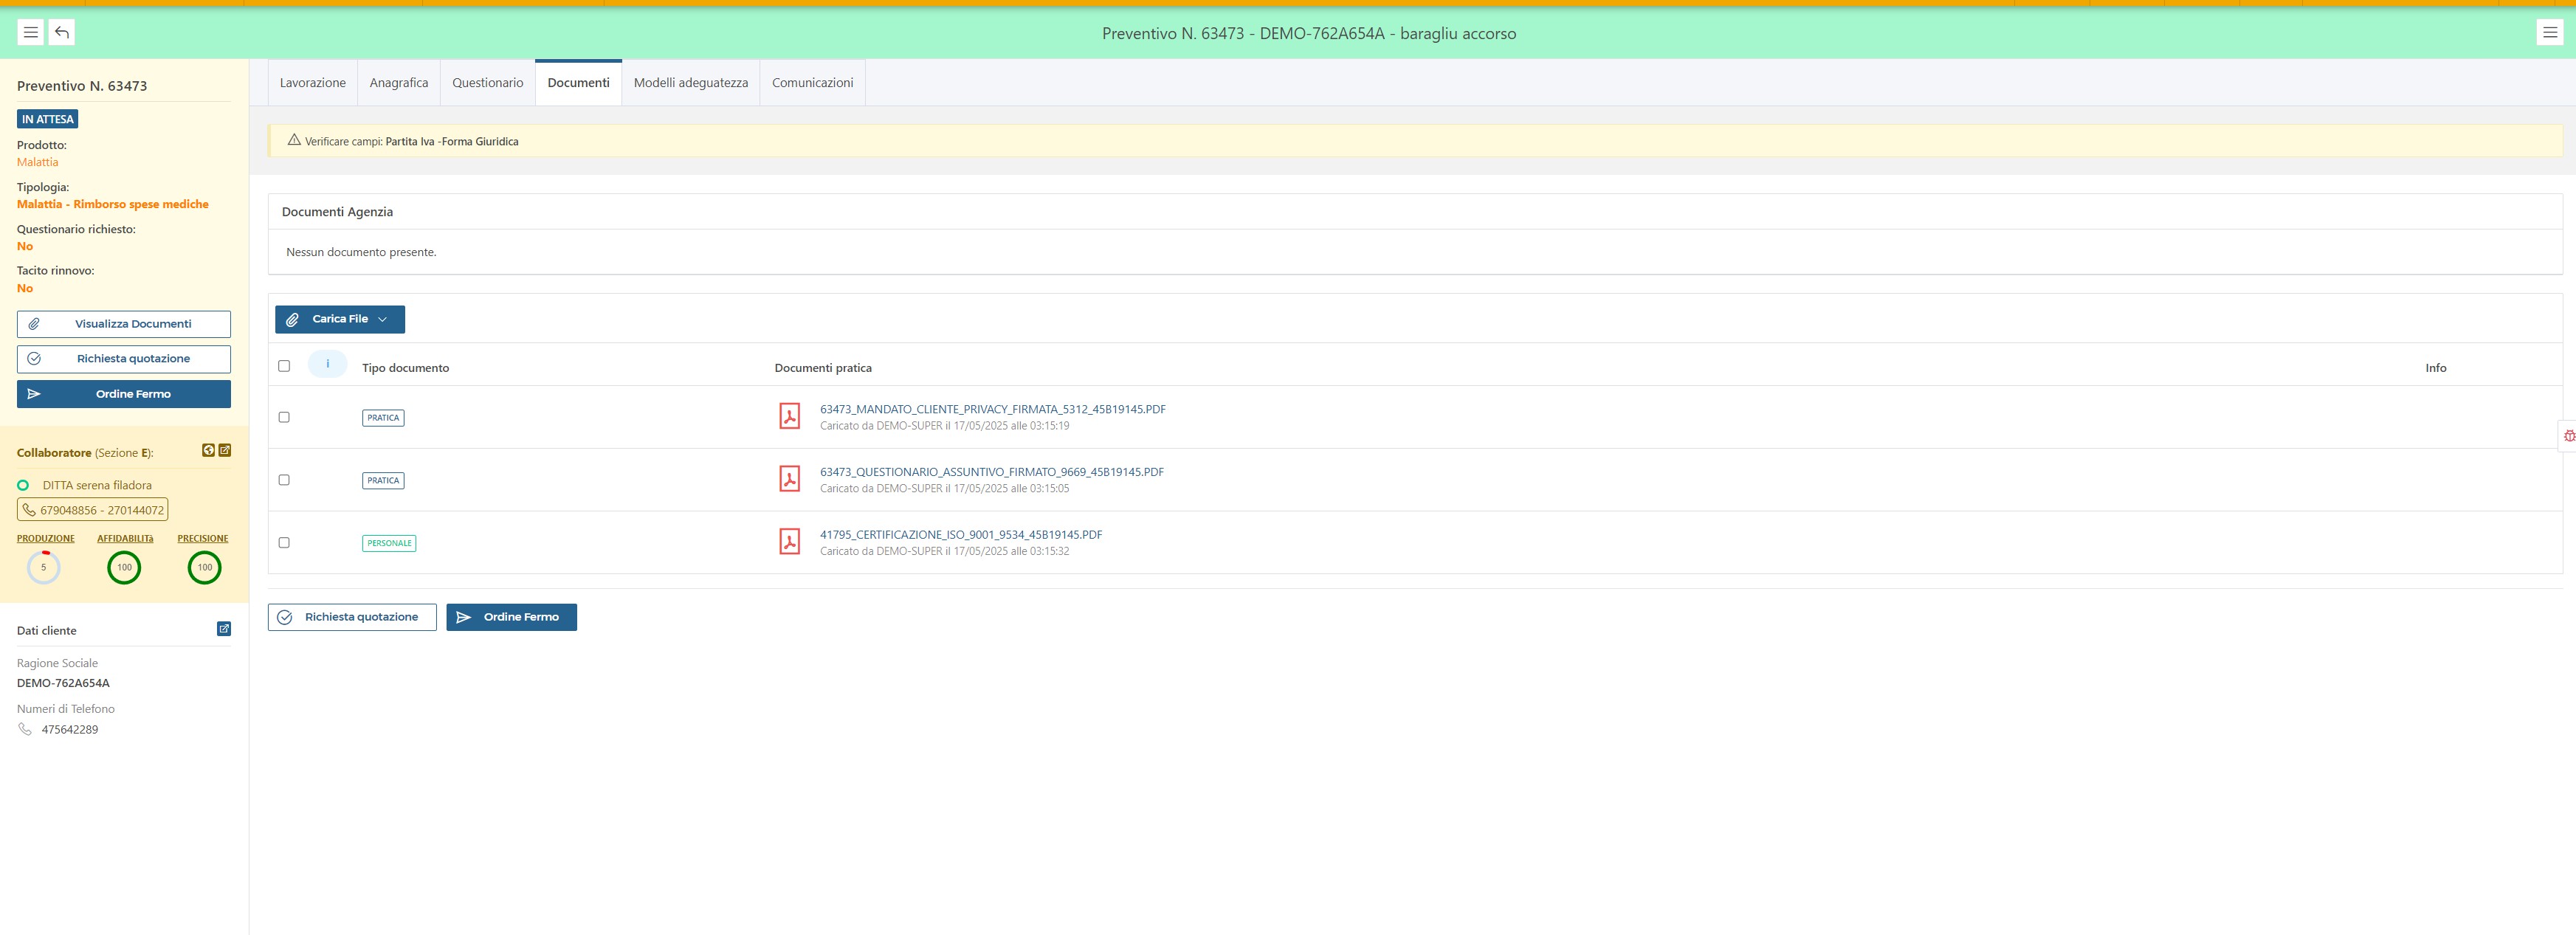 Preventivo N. 63473 - DEMO-762A654A - baragliu accorso
Preventivo N. 63473
IN ATTESA
Prodotto:
Malattia
Tipologia:
Malattia - Rimborso spese mediche
Questionario richiesto:
No
Tacito rinnovo:
No
Visualizza Documenti
Richiesta quotazione
Ordine Fermo
Collaboratore (Sezione E):
DITTA serena filadora
679048856 - 270144072
PRODUZIONE AFFIDABILITà PRECISIONE
5 100 100
Dati cliente
Ragione Sociale
DEMO-762A654A
Numeri di Telefono
475642289
Lavorazione Anagrafica Questionario Documenti Modelli adeguatezza Comunicazioni
Verificare campi: Partita Iva -Forma Giuridica
Documenti Agenzia
Nessun documento presente.
Carica File
i Tipo documento Documenti pratica Info
PRATICA
63473_MANDATO_CLIENTE_PRIVACY_FIRMATA_5312_45B19145.PDF
Caricato da DEMO-SUPER il 17/05/2025 alle 03:15:19
PRATICA
63473_QUESTIONARIO_ASSUNTIVO_FIRMATO_9669_45B19145.PDF
Caricato da DEMO-SUPER il 17/05/2025 alle 03:15:05
PERSONALE
41795_CERTIFICAZIONE_ISO_9001_9534_45B19145.PDF
Caricato da DEMO-SUPER il 17/05/2025 alle 03:15:32
Richiesta quotazione Ordine Fermo